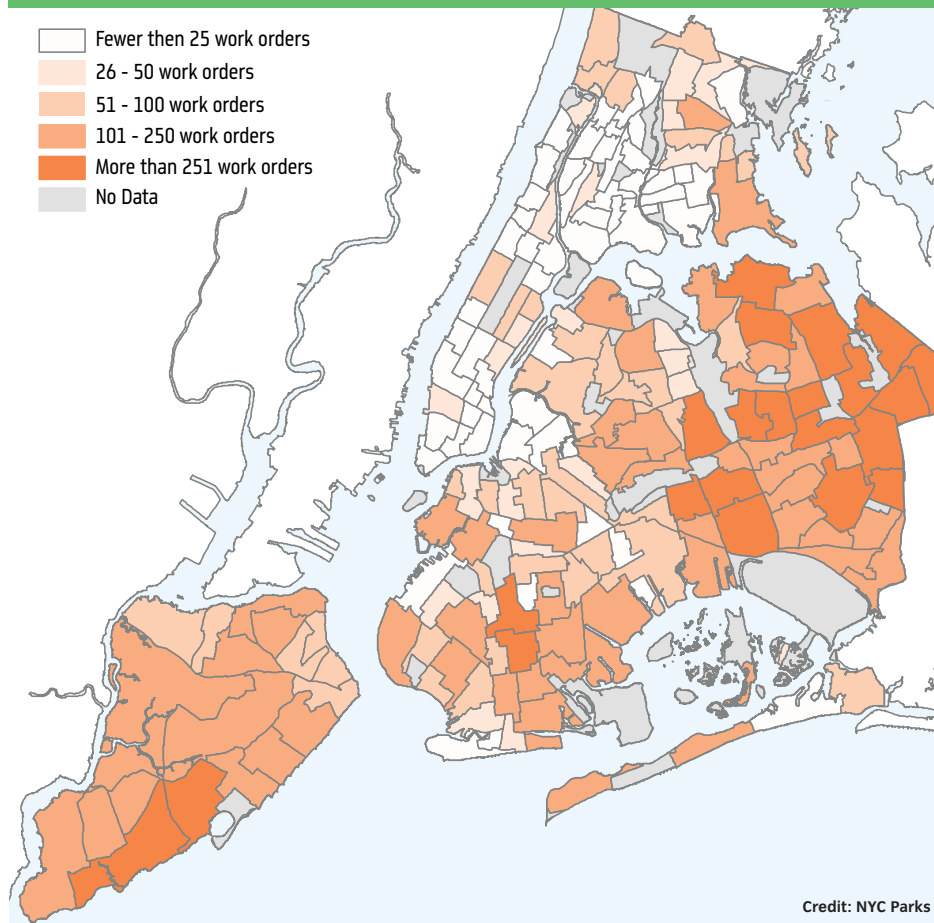 Fewer then 25 work orders
26 - 50 work orders
51 - 100 work orders
101 - 250 work orders
More than 251 work orders
No Data
Credit: NYC Parks